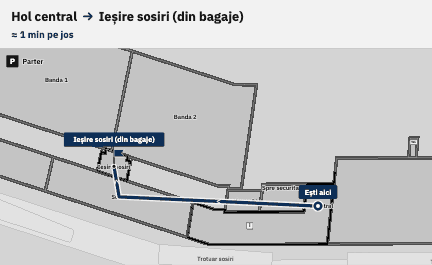 Hol central → Ieșire sosiri (din bagaje)
≈ 1 min pe jos
P Parter
Banda 1
Banda 2
Ieșire sosiri (din bagaje)
Ești aici
Spre securita
Trotuar sosiri